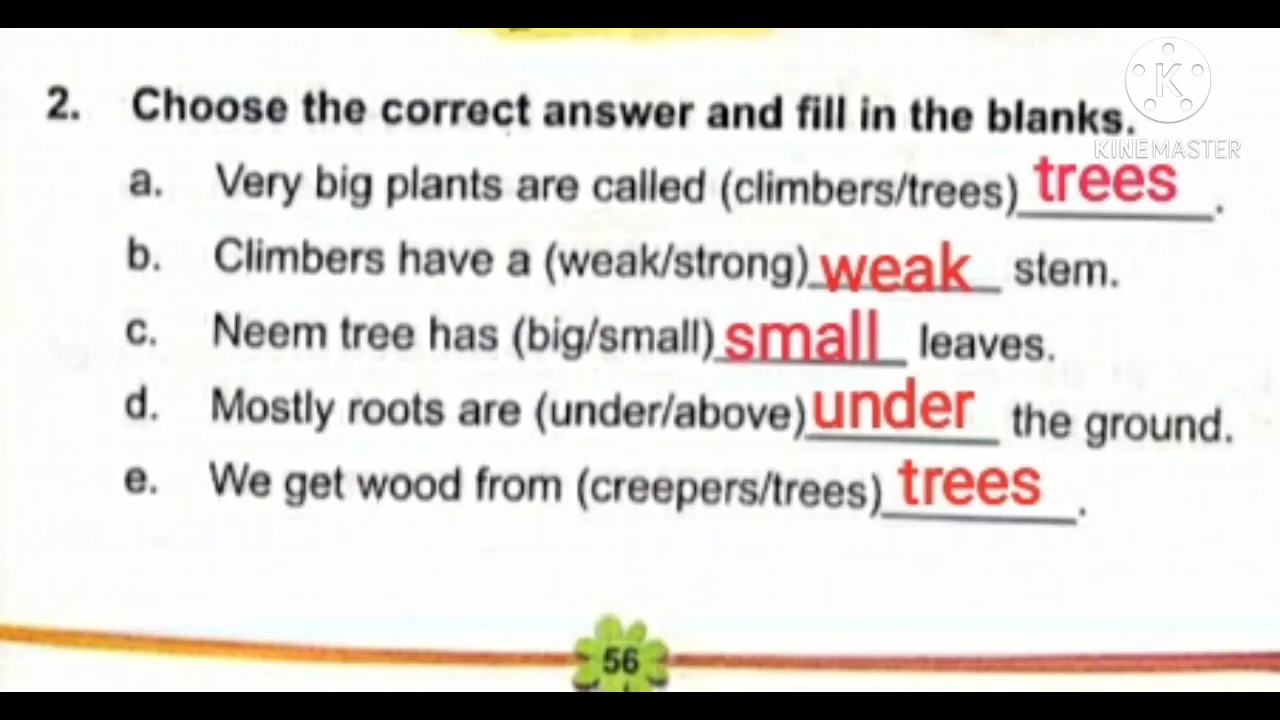 K
KINEMASTER
2. Choose the correct answer and fill in the blanks.
a. Very big plants are called (climbers/trees) trees.
b. Climbers have a (weak/strong) weak stem.
c. Neem tree has (big/small) small leaves.
d. Mostly roots are (under/above) under the ground.
e. We get wood from (creepers/trees) trees.
56